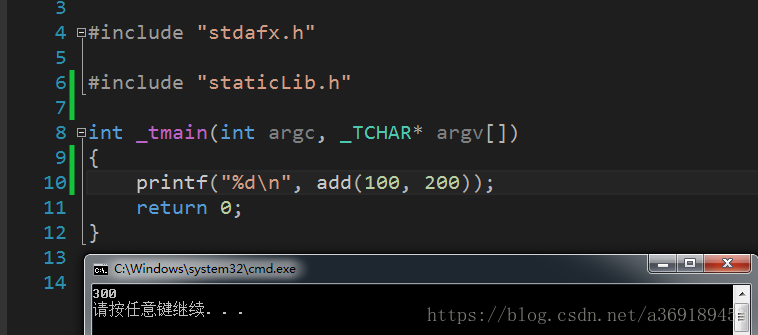 3
4 #include "stdafx.h"
5
6 #include "staticLib.h"
7
8 int _tmain(int argc, _TCHAR* argv[])
9 {
10 printf("%d\n", add(100, 200));
11 return 0;
12 }
13
14
C:\Windows\system32\cmd.exe
300
请按任意键继续. . .
https://blog.csdn.net/a36918945